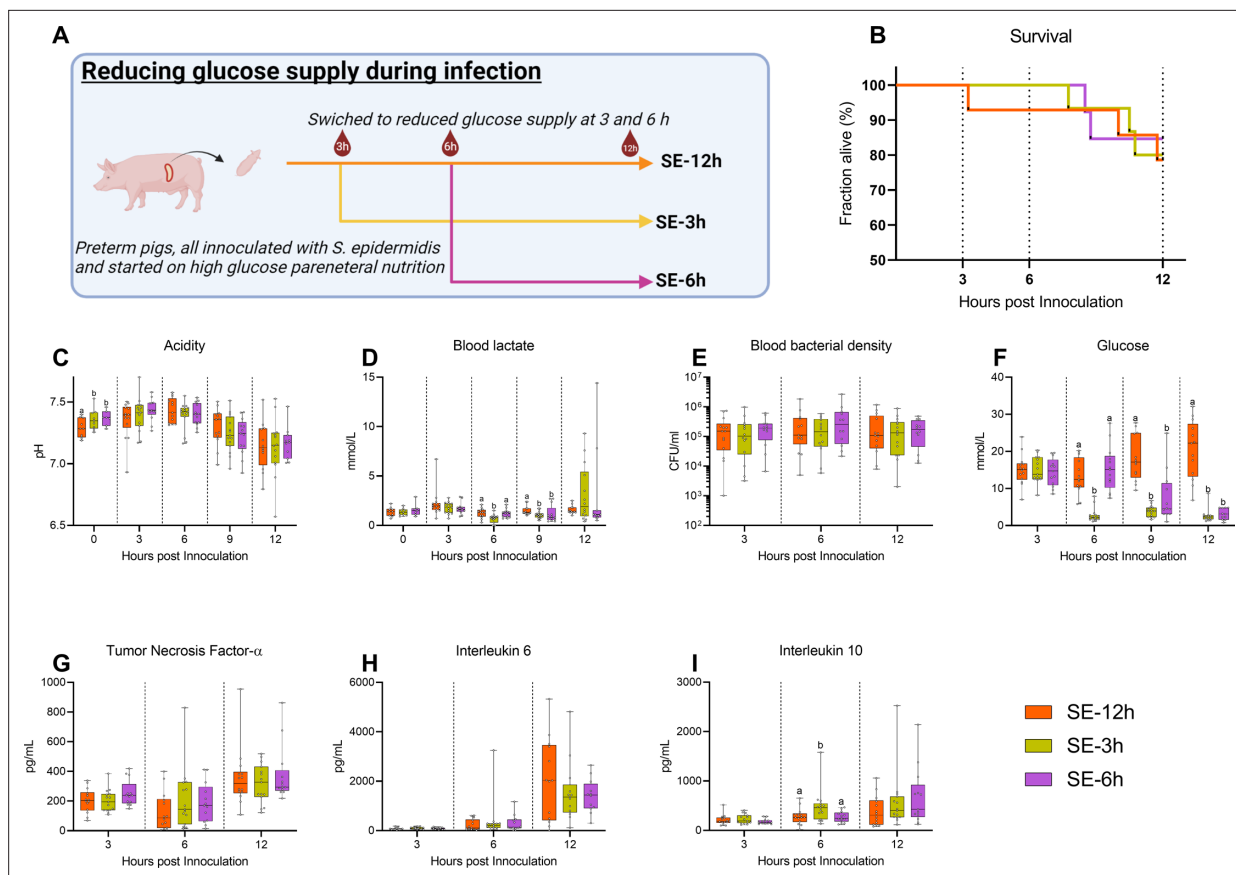 A
Reducing glucose supply during infection
Swiched to reduced glucose supply at 3 and 6 h
3h
6h
12h
SE-12h
SE-3h
SE-6h
Preterm pigs, all innoculated with S. epidermidis
and started on high glucose pareneteral nutrition
B
Survival
Fraction alive (%)
100
90
80
70
60
50
3
6
12
Hours post Innoculation
C
Acidity
pH
7.5
7.0
6.5
a
b
b
0
3
6
9
12
Hours post Innoculation
D
Blood lactate
mmol/L
15
10
5
0
a
b
a
a
b
b
0
3
6
9
12
Hours post Innoculation
E
Blood bacterial density
CFU/ml
10⁷
10⁶
10⁵
10⁴
10³
10²
3
6
12
Hours post Innoculation
F
Glucose
mmol/L
40
30
20
10
0
a
b
a
a
b
b
a
b
b
3
6
9
12
Hours post Innoculation
G
Tumor Necrosis Factor-α
pg/mL
1000
800
600
400
200
0
3
6
12
Hours post Innoculation
H
Interleukin 6
pg/mL
6000
4000
2000
0
3
6
12
Hours post Innoculation
I
Interleukin 10
pg/mL
3000
2000
1000
0
a
b
a
3
6
12
Hours post Innoculation
SE-12h
SE-3h
SE-6h